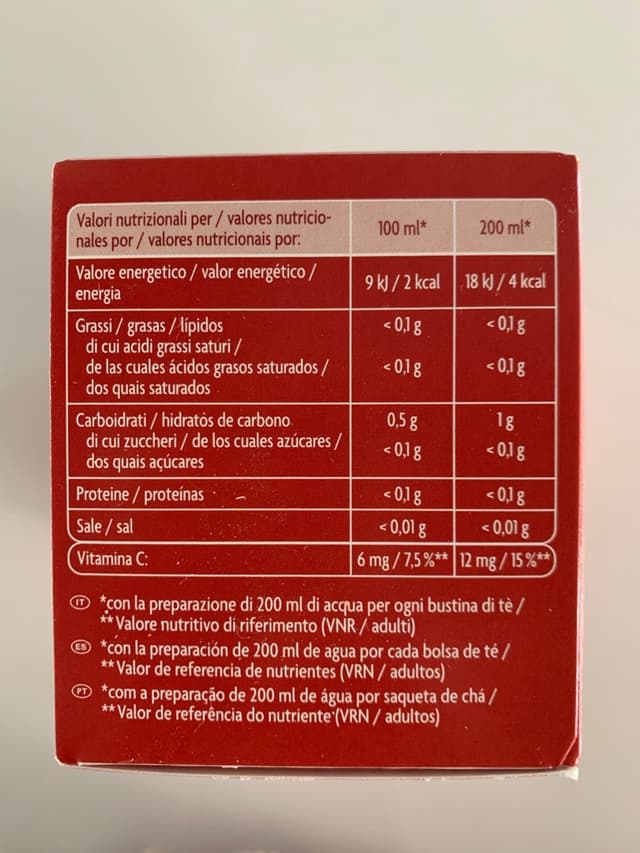 Valori nutrizionali per / valores nutricio-
nales por / valores nutricionais por:
100 ml*
200 ml*
Valore energetico / valor energético /
energia
9 kJ / 2 kcal
18 kJ / 4 kcal
Grassi / grasas / lípidos
< 0,1 g
< 0,1 g
di cui acidi grassi saturi /
de las cuales ácidos grasos saturados /
dos quais saturados
< 0,1 g
< 0,1 g
Carboidrati / hidratos de carbono
0,5 g
1 g
di cui zuccheri / de los cuales azúcares /
dos quais açúcares
< 0,1 g
< 0,1 g
Proteine / proteínas
< 0,1 g
< 0,1 g
Sale / sal
< 0,01 g
< 0,01 g
Vitamina C:
6 mg / 7,5 %**
12 mg / 15 %**
IT *con la preparazione di 200 ml di acqua per ogni bustina di tè /
** Valore nutritivo di riferimento (VNR / adulti)
ES *con la preparación de 200 ml de agua por cada bolsa de té /
** Valor de referencia de nutrientes (VRN / adultos)
PT *com a preparação de 200 ml de água por saqueta de chá /
** Valor de referência do nutriente (VRN / adultos)